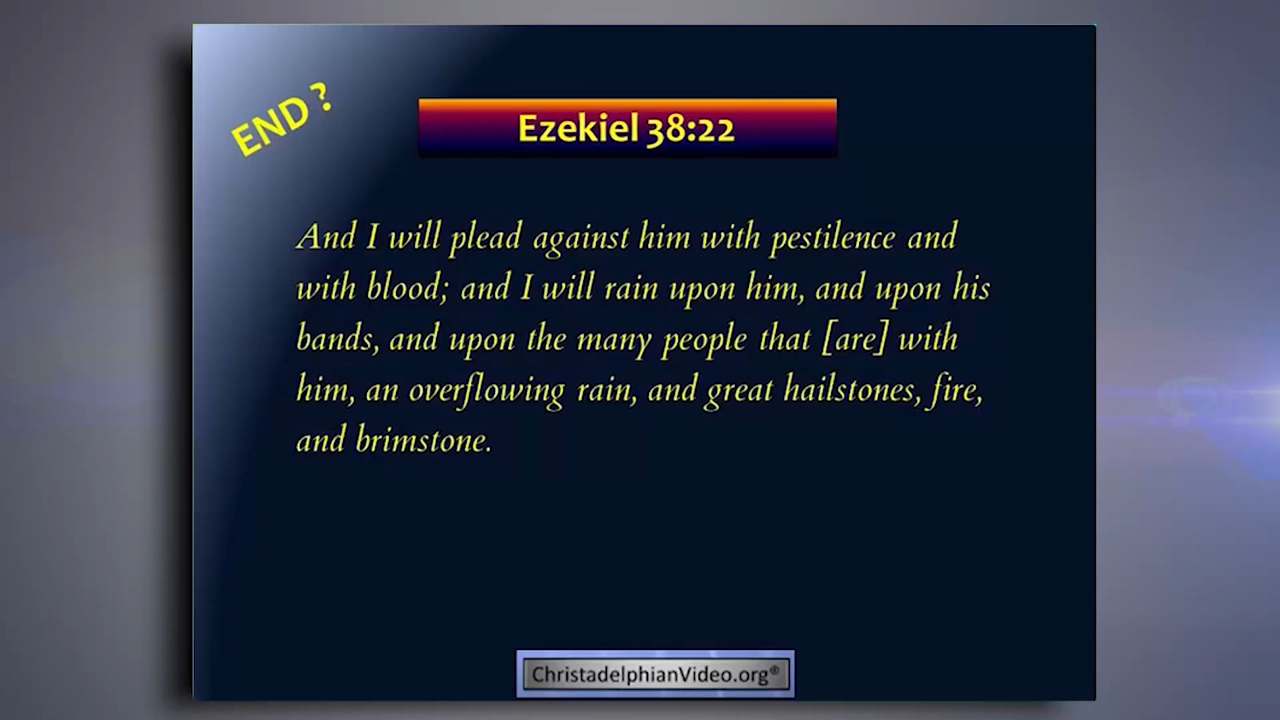 END ?
Ezekiel 38:22
And I will plead against him with pestilence and
with blood; and I will rain upon him, and upon his
bands, and upon the many people that [are] with
him, an overflowing rain, and great hailstones, fire,
and brimstone.
ChristadelphianVideo.org®